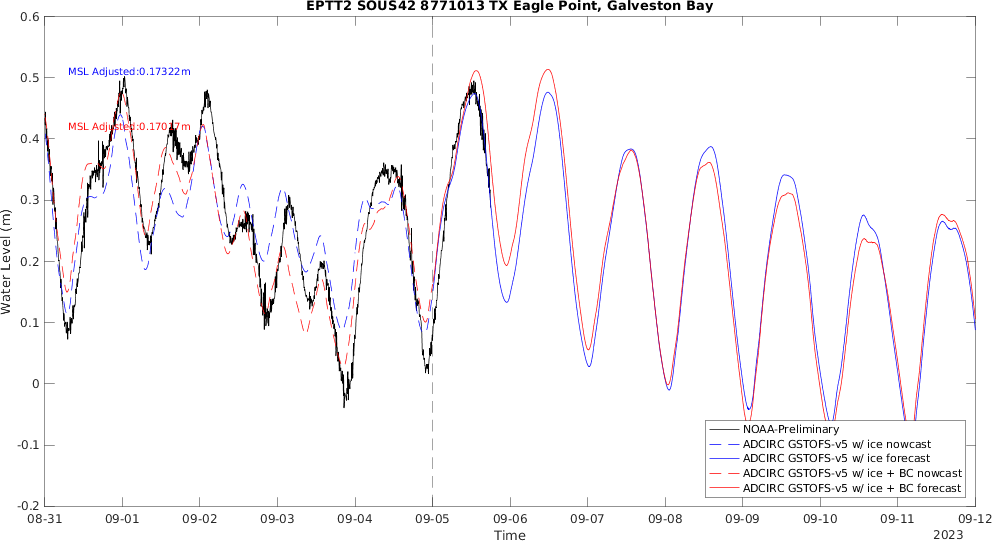 EPTT2 SOUS42 8771013 TX Eagle Point, Galveston Bay
0.6
0.5
0.4
0.3
0.2
0.1
0
-0.1
-0.2
Water Level (m)
MSL Adjusted:0.17322m
MSL Adjusted:0.17017m
NOAA-Preliminary
ADCIRC GSTOFS-v5 w/ ice nowcast
ADCIRC GSTOFS-v5 w/ ice forecast
ADCIRC GSTOFS-v5 w/ ice + BC nowcast
ADCIRC GSTOFS-v5 w/ ice + BC forecast
08-31 09-01 09-02 09-03 09-04 09-05 09-06 09-07 09-08 09-09 09-10 09-11 09-12
Time
2023